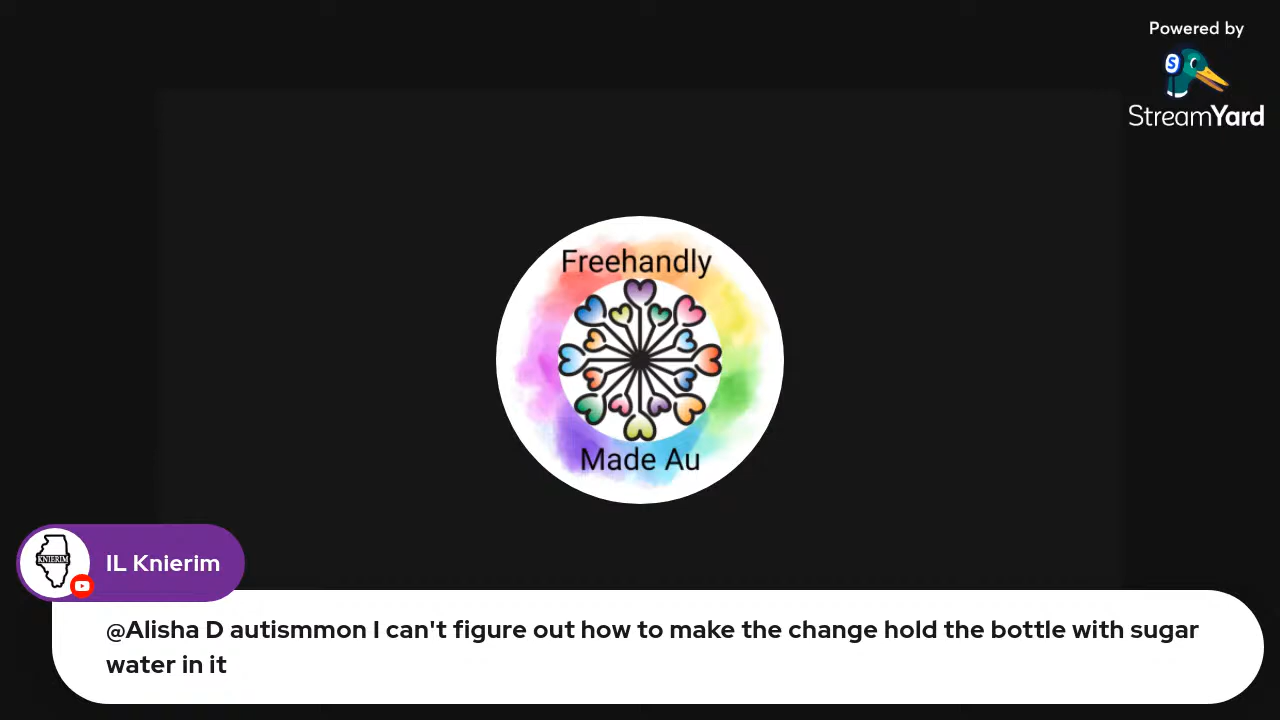 Powered by
S
StreamYard
Freehandly
Made Au
KNIERIM
IL Knierim
@Alisha D autismmon I can't figure out how to make the change hold the bottle with sugar
water in it